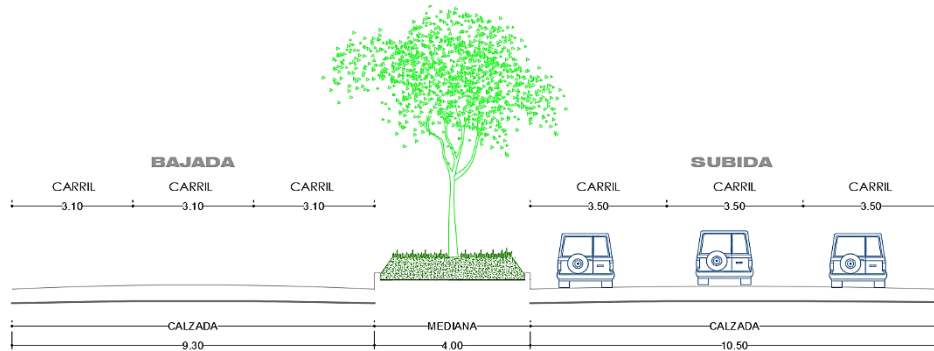 BAJADA
SUBIDA
CARRIL CARRIL CARRIL CARRIL CARRIL CARRIL
3.10 3.10 3.10 3.50 3.50 3.50
CALZADA MEDIANA CALZADA
9.30 4.00 10.50